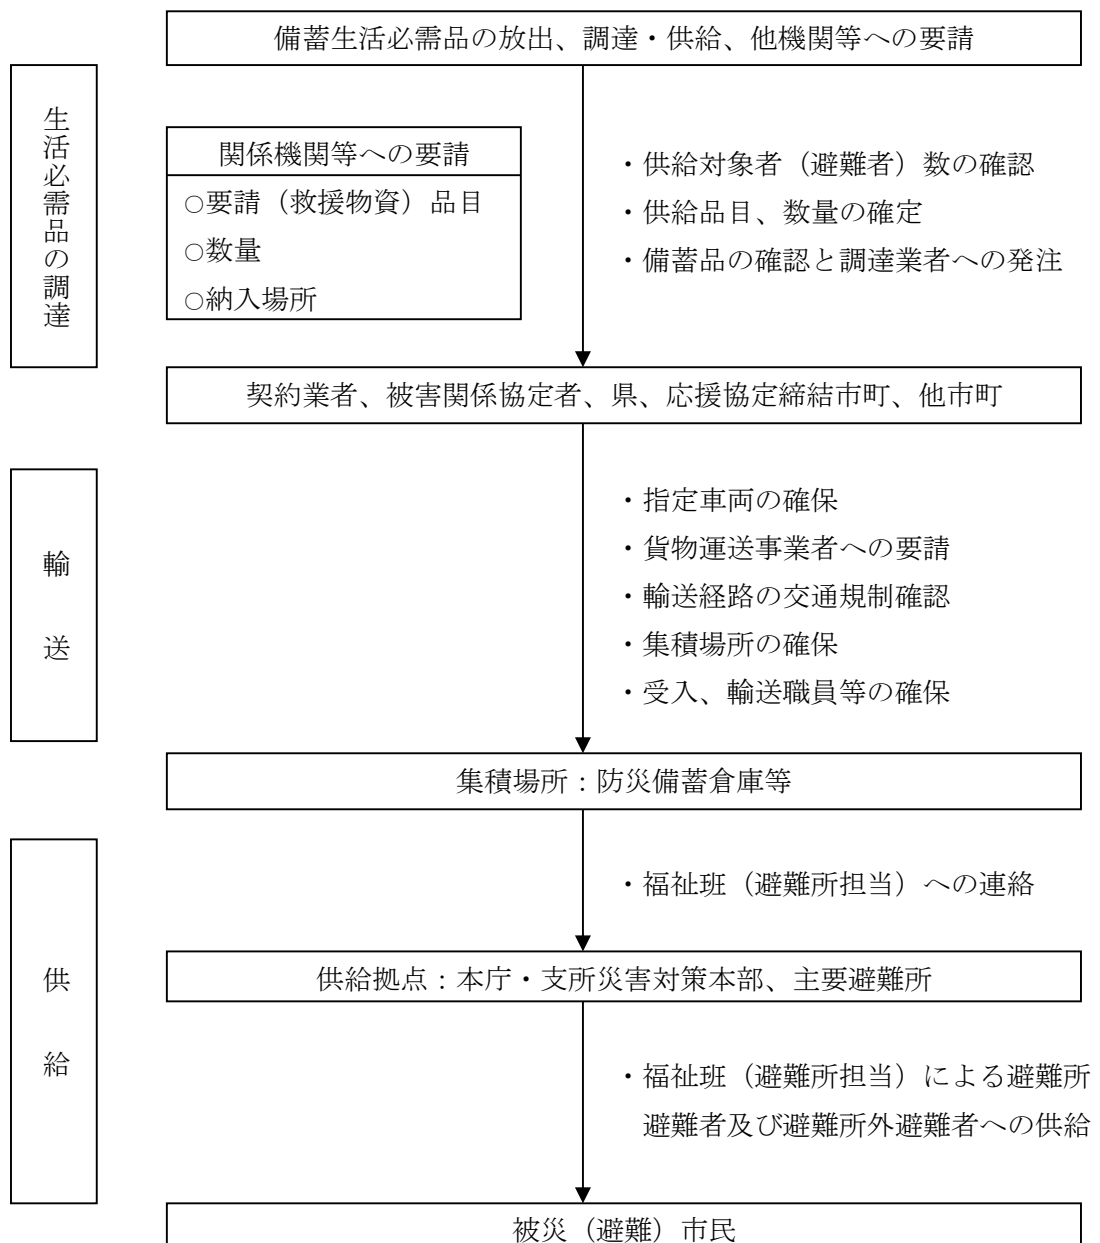 備蓄生活必需品の放出、調達・供給、他機関等への要請
生活必需品の調達
関係機関等への要請
○要請（救援物資）品目
○数量
○納入場所
・供給対象者（避難者）数の確認
・供給品目、数量の確定
・備蓄品の確認と調達業者への発注
契約業者、被害関係協定者、県、応援協定締結市町、他市町
輸送
・指定車両の確保
・貨物運送事業者への要請
・輸送経路の交通規制確認
・集積場所の確保
・受入、輸送職員等の確保
集積場所：防災備蓄倉庫等
供給
・福祉班（避難所担当）への連絡
供給拠点：本庁・支所災害対策本部、主要避難所
・福祉班（避難所担当）による避難所
避難者及び避難所外避難者への供給
被災（避難）市民